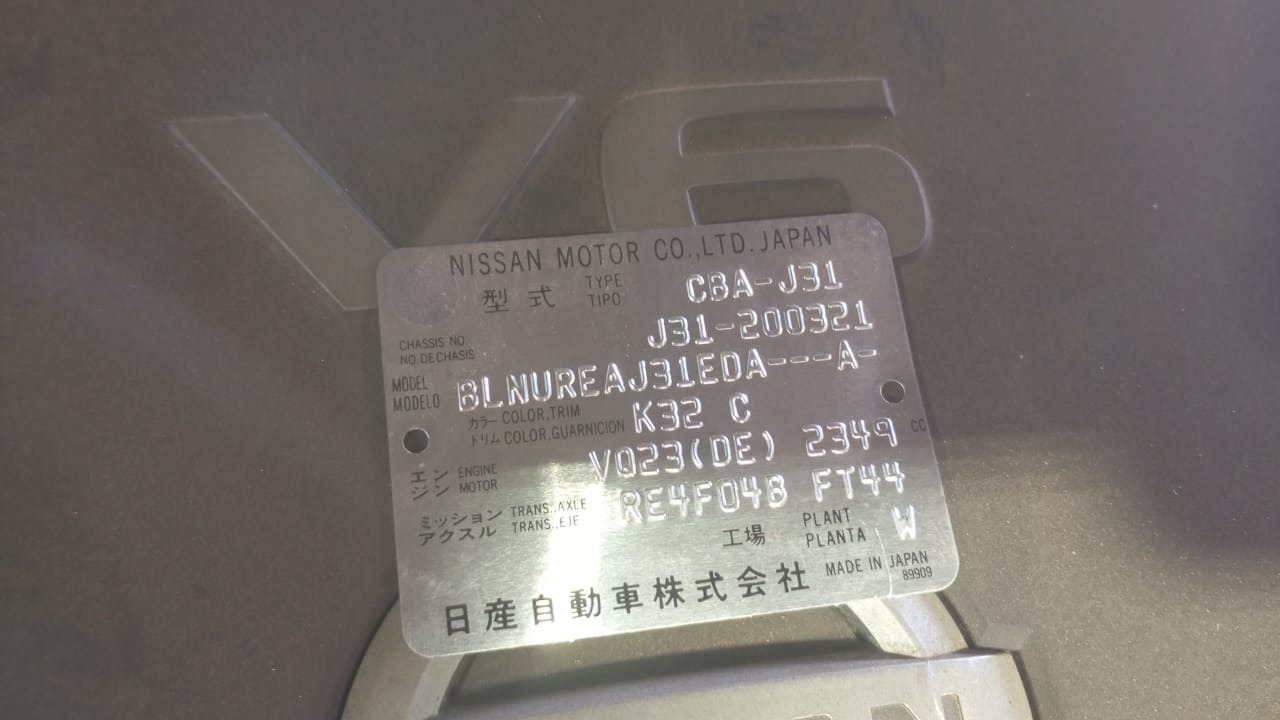 V6
NISSAN MOTOR CO.,LTD. JAPAN
型式 TYPE TIPO CBA-J31
CHASSIS NO. NO. DE CHASIS J31-200321
MODEL MODELO BLNUREAJ31EDA---A-
カラー COLOR,TRIM トリム COLOR,GUARNICION K32 C
エンジン ENGINE MOTOR VQ23(DE) 2349 CC
ミッション アクスル TRANS.,AXLE TRANS.,EJE RE4F04B FT44
工場 PLANT PLANTA W
MADE IN JAPAN
89909
日産自動車株式会社